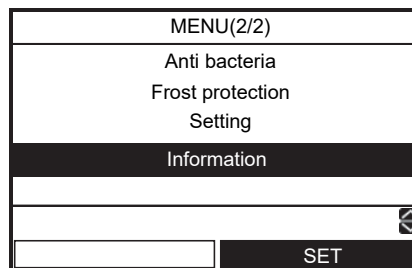 MENU(2/2)
Anti bacteria
Frost protection
Setting
Information
SET